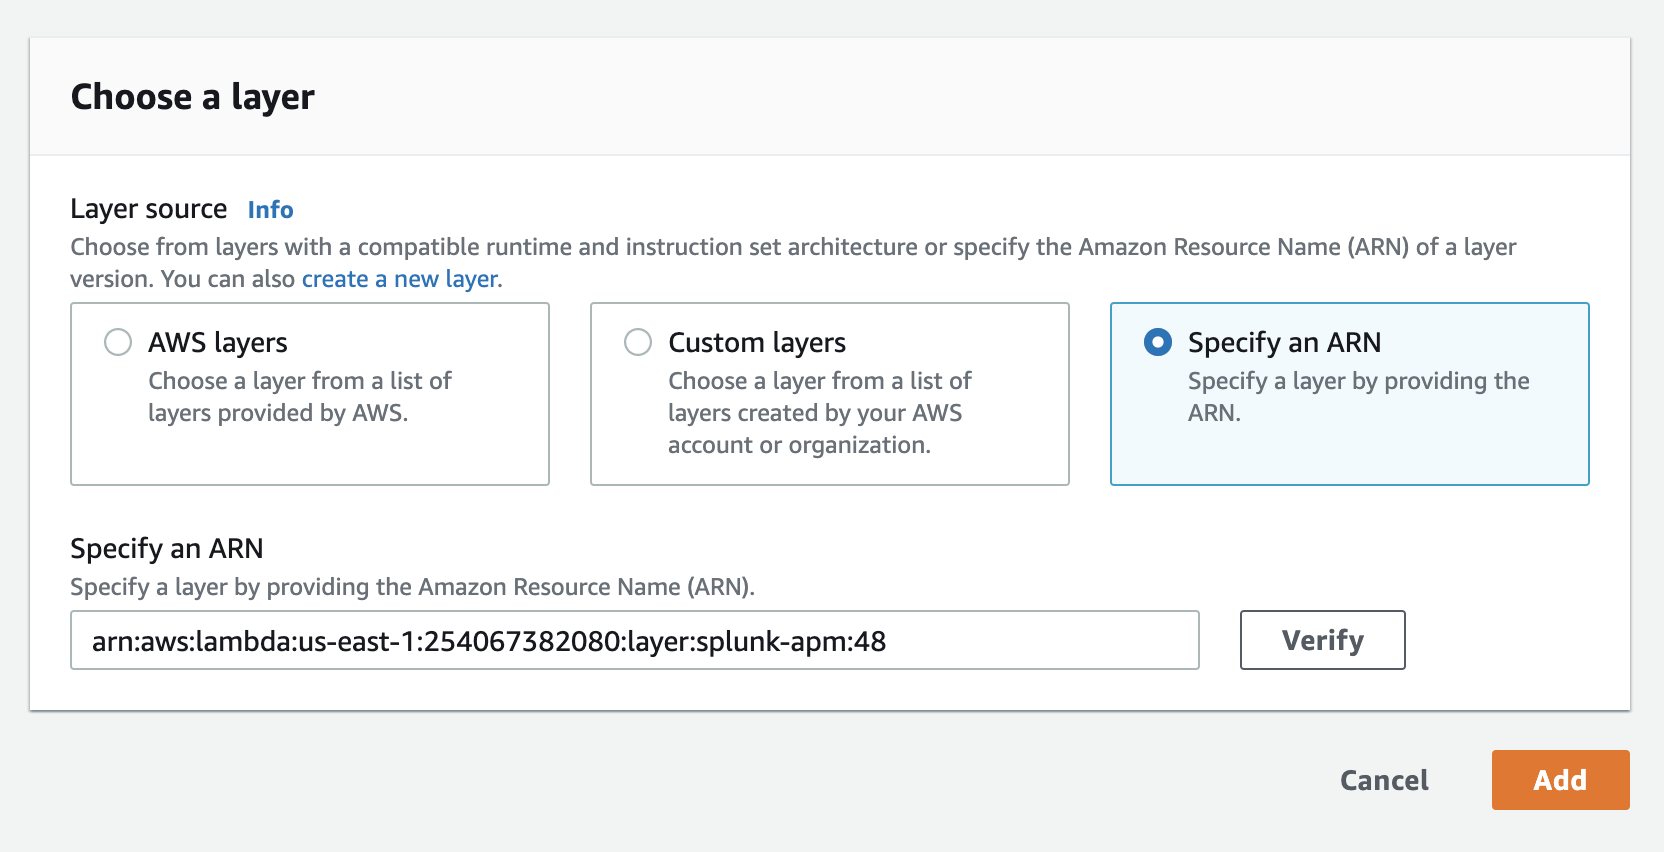 Choose a layer
Layer source Info
Choose from layers with a compatible runtime and instruction set architecture or specify the Amazon Resource Name (ARN) of a layer
version. You can also create a new layer.
AWS layers
Choose a layer from a list of
layers provided by AWS.
Custom layers
Choose a layer from a list of
layers created by your AWS
account or organization.
Specify an ARN
Specify a layer by providing the
ARN.
Specify an ARN
Specify a layer by providing the Amazon Resource Name (ARN).
arn:aws:lambda:us-east-1:254067382080:layer:splunk-apm:48
Verify
Cancel
Add